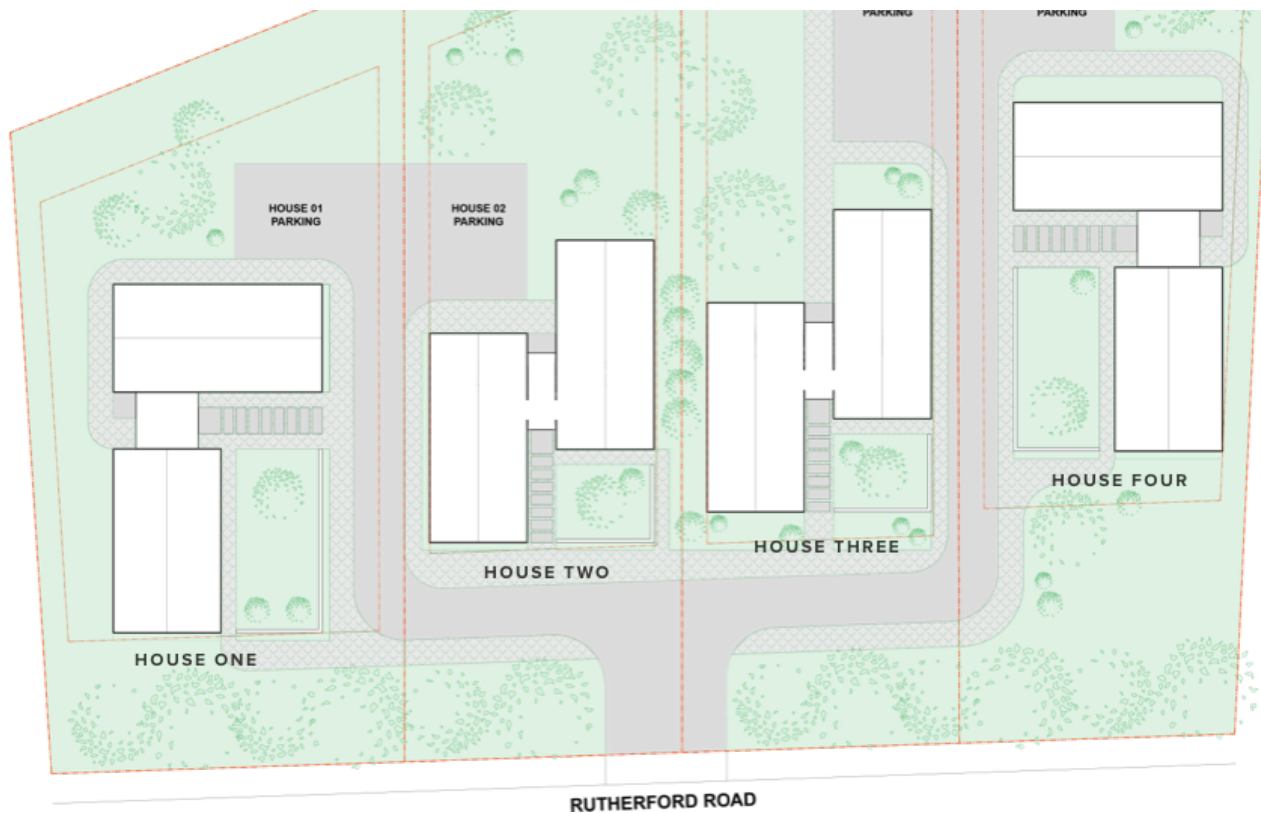 PARKING
PARKING
HOUSE 01
PARKING
HOUSE 02
PARKING
HOUSE FOUR
HOUSE THREE
HOUSE TWO
HOUSE ONE
RUTHERFORD ROAD